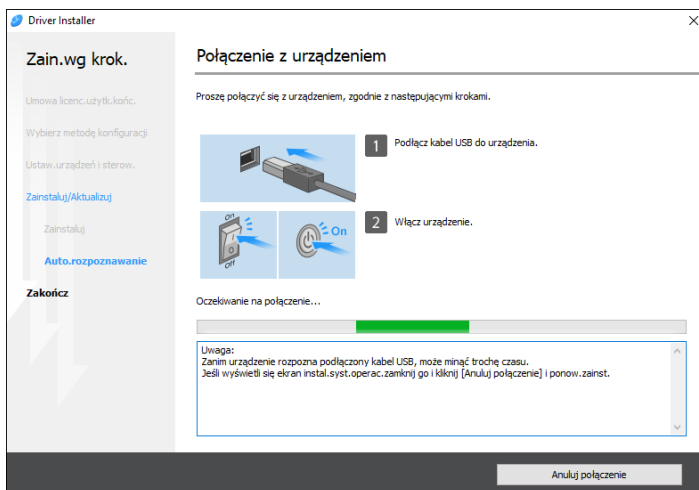 Driver Installer
Zain.wg krok.
Umowa licenc.użytk.końc.
Wybierz metodę konfiguracji
Ustaw.urządzeń i sterow.
Zainstaluj/Aktualizuj
Zainstaluj
Auto.rozpoznawanie
Zakończ
Połączenie z urządzeniem
Proszę połączyć się z urządzeniem, zgodnie z następującymi krokami.
1 Podłącz kabel USB do urządzenia.
On
Off
On
2 Włącz urządzenie.
Oczekiwanie na połączenie...
Uwaga:
Zanim urządzenie rozpozna podłączony kabel USB, może minąć trochę czasu.
Jeśli wyświetli się ekran instal.syst.operac.zamknij go i kliknij [Anuluj połączenie] i ponow.zainst.
Anuluj połączenie